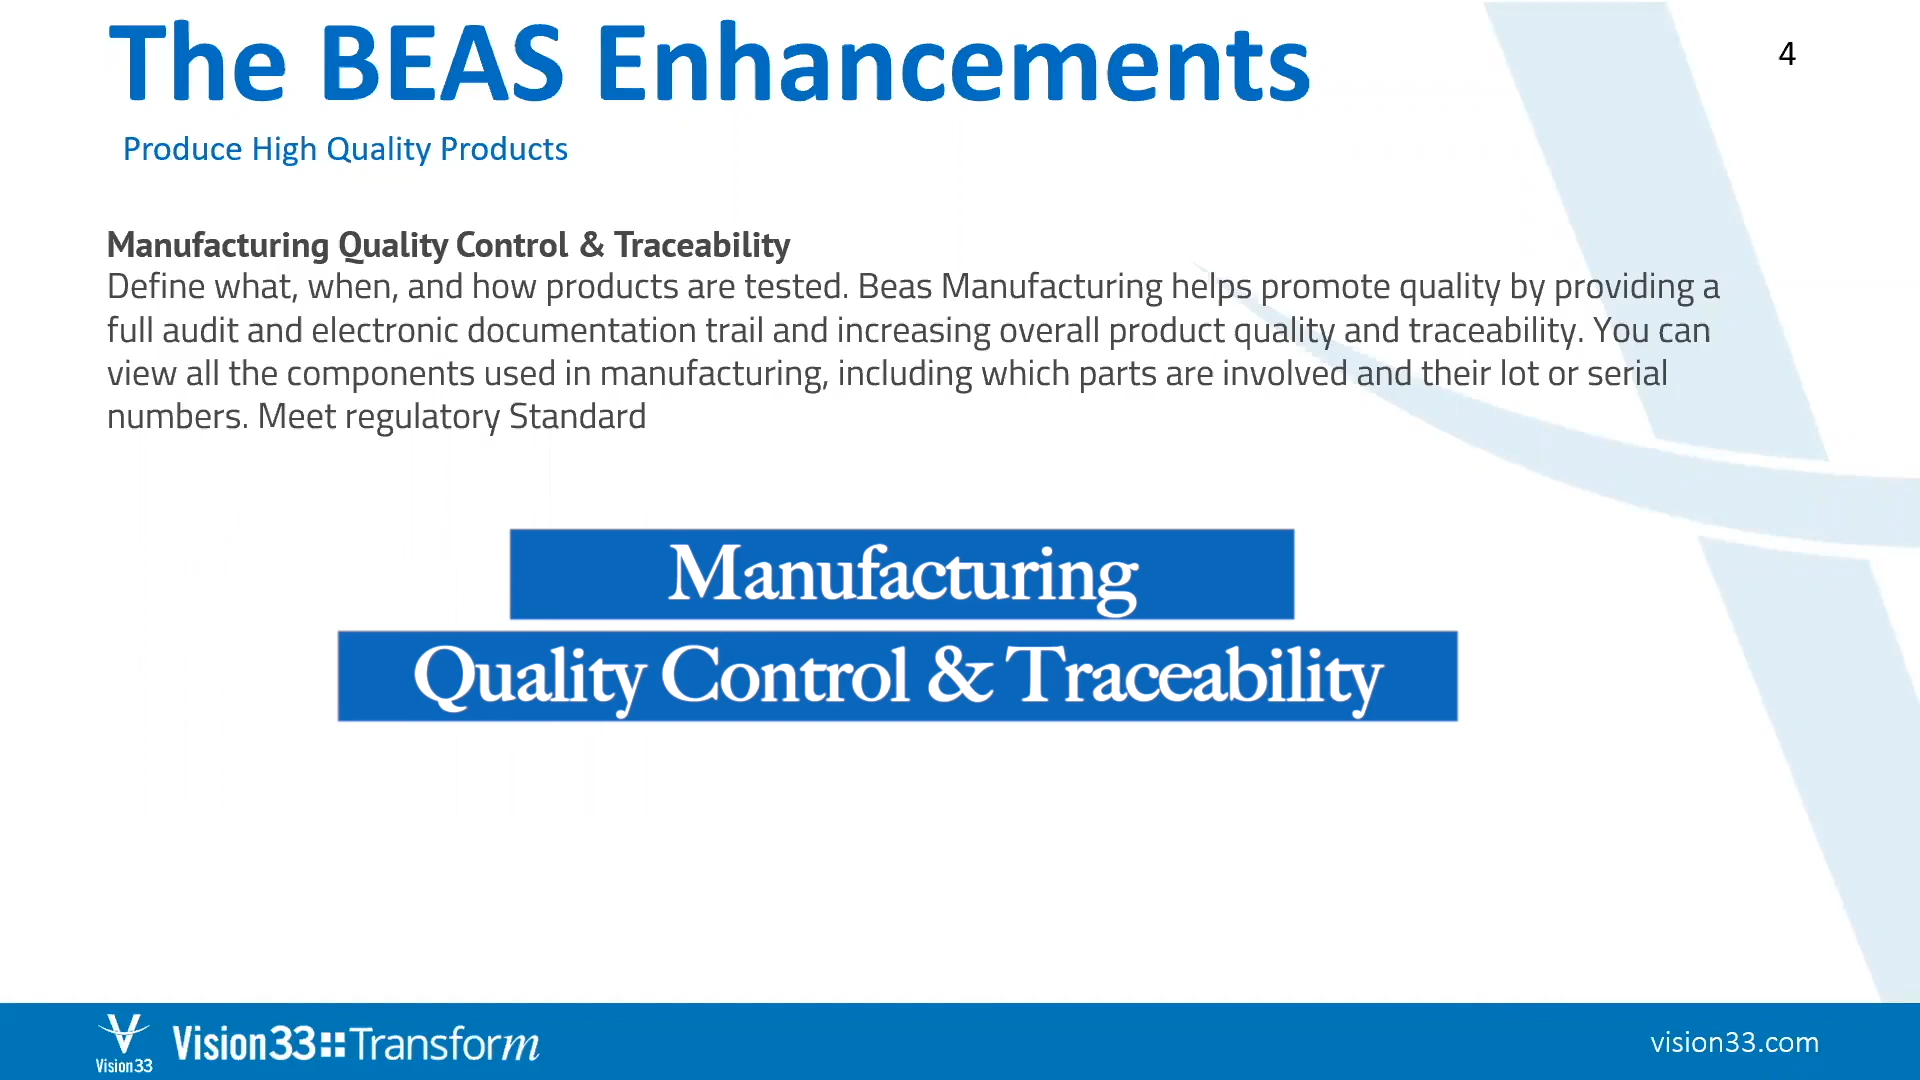 The BEAS Enhancements
4
Produce High Quality Products
Manufacturing Quality Control & Traceability
Define what, when, and how products are tested. Beas Manufacturing helps promote quality by providing a
full audit and electronic documentation trail and increasing overall product quality and traceability. You can
view all the components used in manufacturing, including which parts are involved and their lot or serial
numbers. Meet regulatory Standard
Manufacturing
Quality Control & Traceability
Vision33
Vision33::Transform
vision33.com